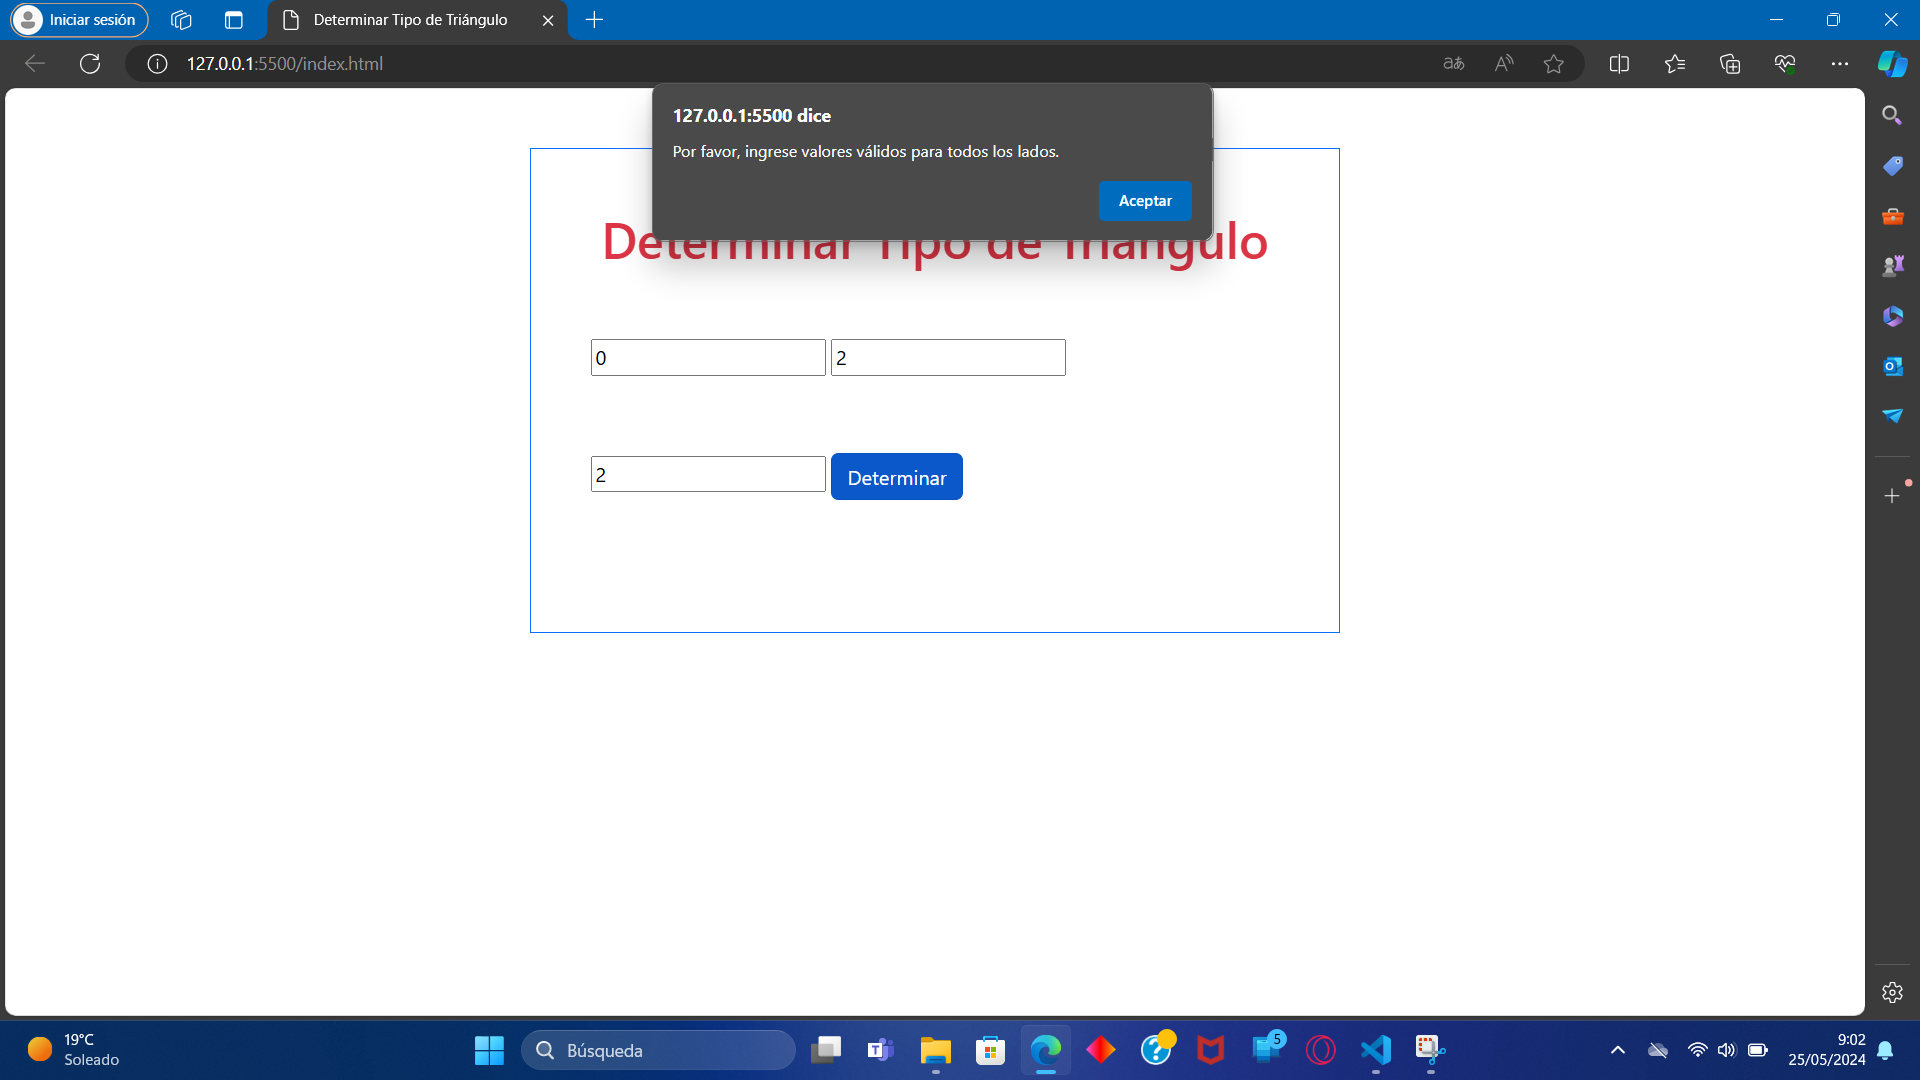 Iniciar sesión
Determinar Tipo de Triángulo
127.0.0.1:5500/index.html
127.0.0.1:5500 dice
Por favor, ingrese valores válidos para todos los lados.
Aceptar
Determinar Tipo de Triángulo
0
2
2
Determinar
19°C
Soleado
Búsqueda
5
9:02
25/05/2024